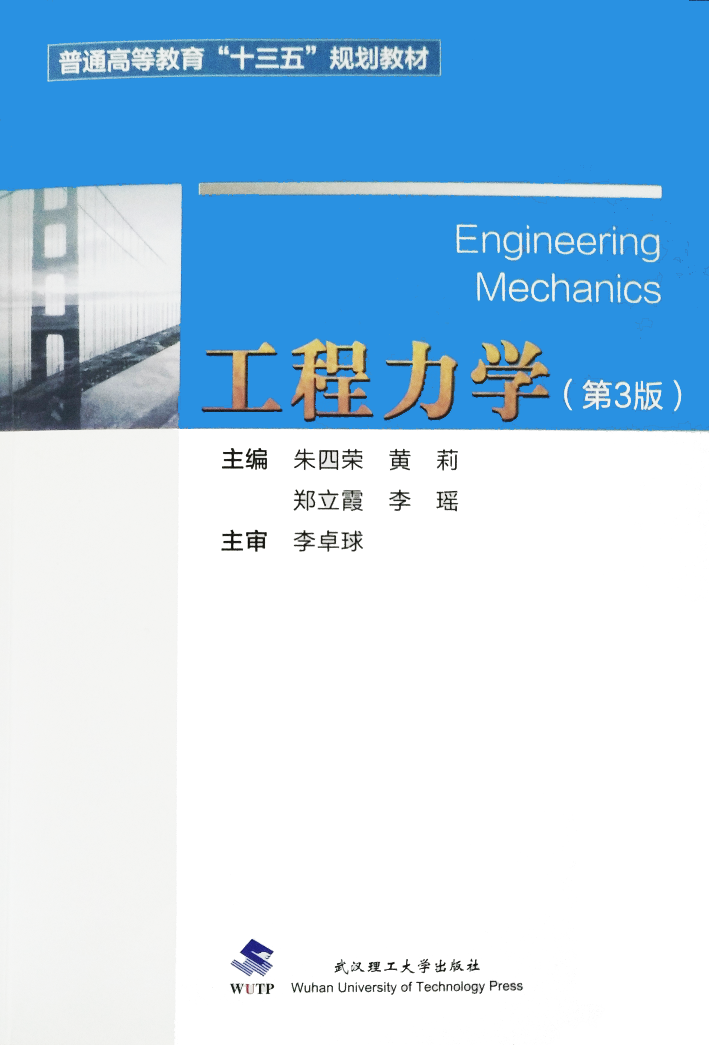 普通高等教育“十三五”规划教材
Engineering
Mechanics
工程力学（第3版）
主编 朱四荣 黄莉
郑立霞 李瑶
主审 李卓球
武汉理工大学出版社
WUTP Wuhan University of Technology Press